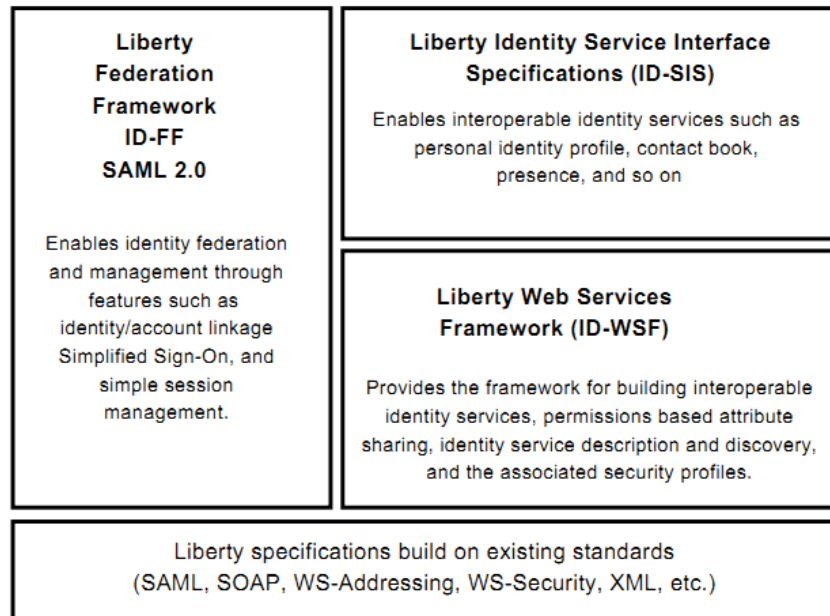 Liberty
Federation
Framework
ID-FF
SAML 2.0
Enables identity federation
and management through
features such as
identity/account linkage
Simplified Sign-On, and
simple session
management.
Liberty Identity Service Interface
Specifications (ID-SIS)
Enables interoperable identity services such as
personal identity profile, contact book,
presence, and so on
Liberty Web Services
Framework (ID-WSF)
Provides the framework for building interoperable
identity services, permissions based attribute
sharing, identity service description and discovery,
and the associated security profiles.
Liberty specifications build on existing standards
(SAML, SOAP, WS-Addressing, WS-Security, XML, etc.)